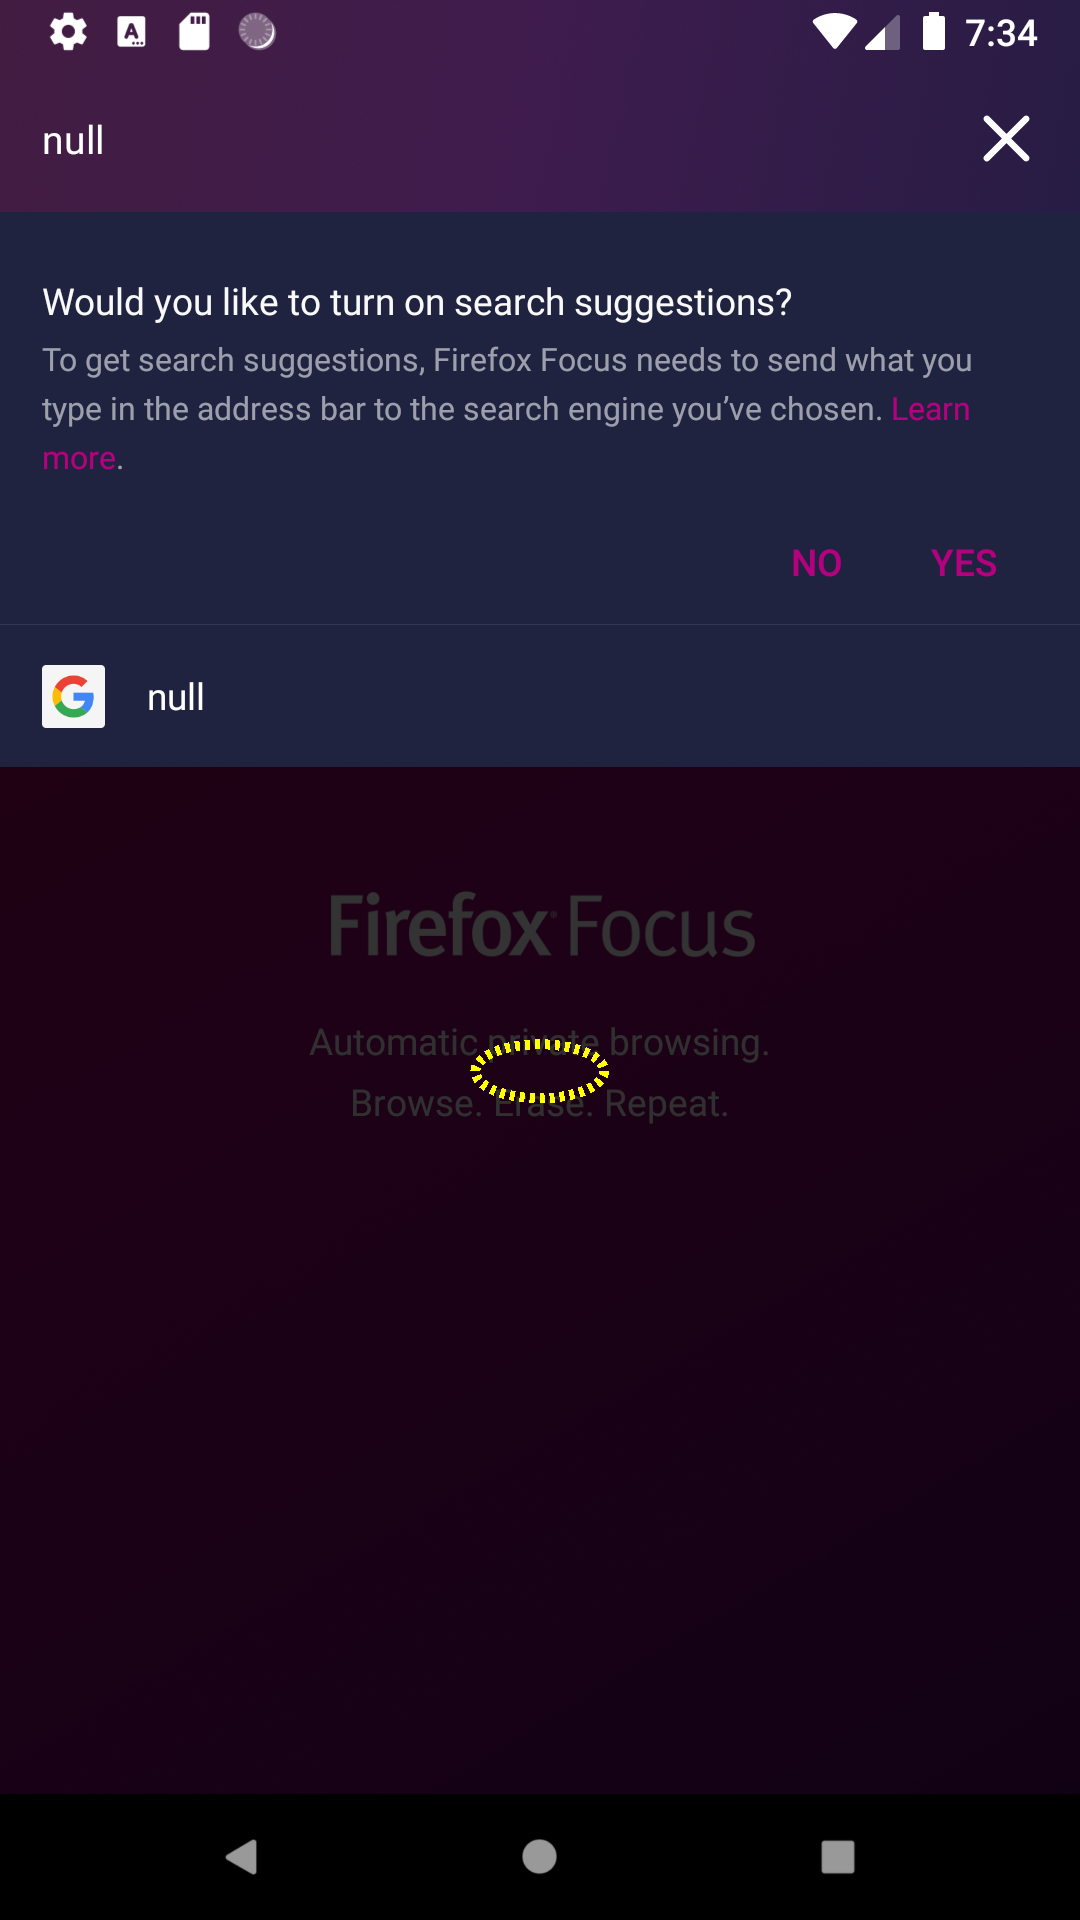 7:34
null
Would you like to turn on search suggestions?
To get search suggestions, Firefox Focus needs to send what you
type in the address bar to the search engine you’ve chosen. Learn
more.
NO YES
null
Firefox Focus
Automatic private browsing.
Browse. Erase. Repeat.